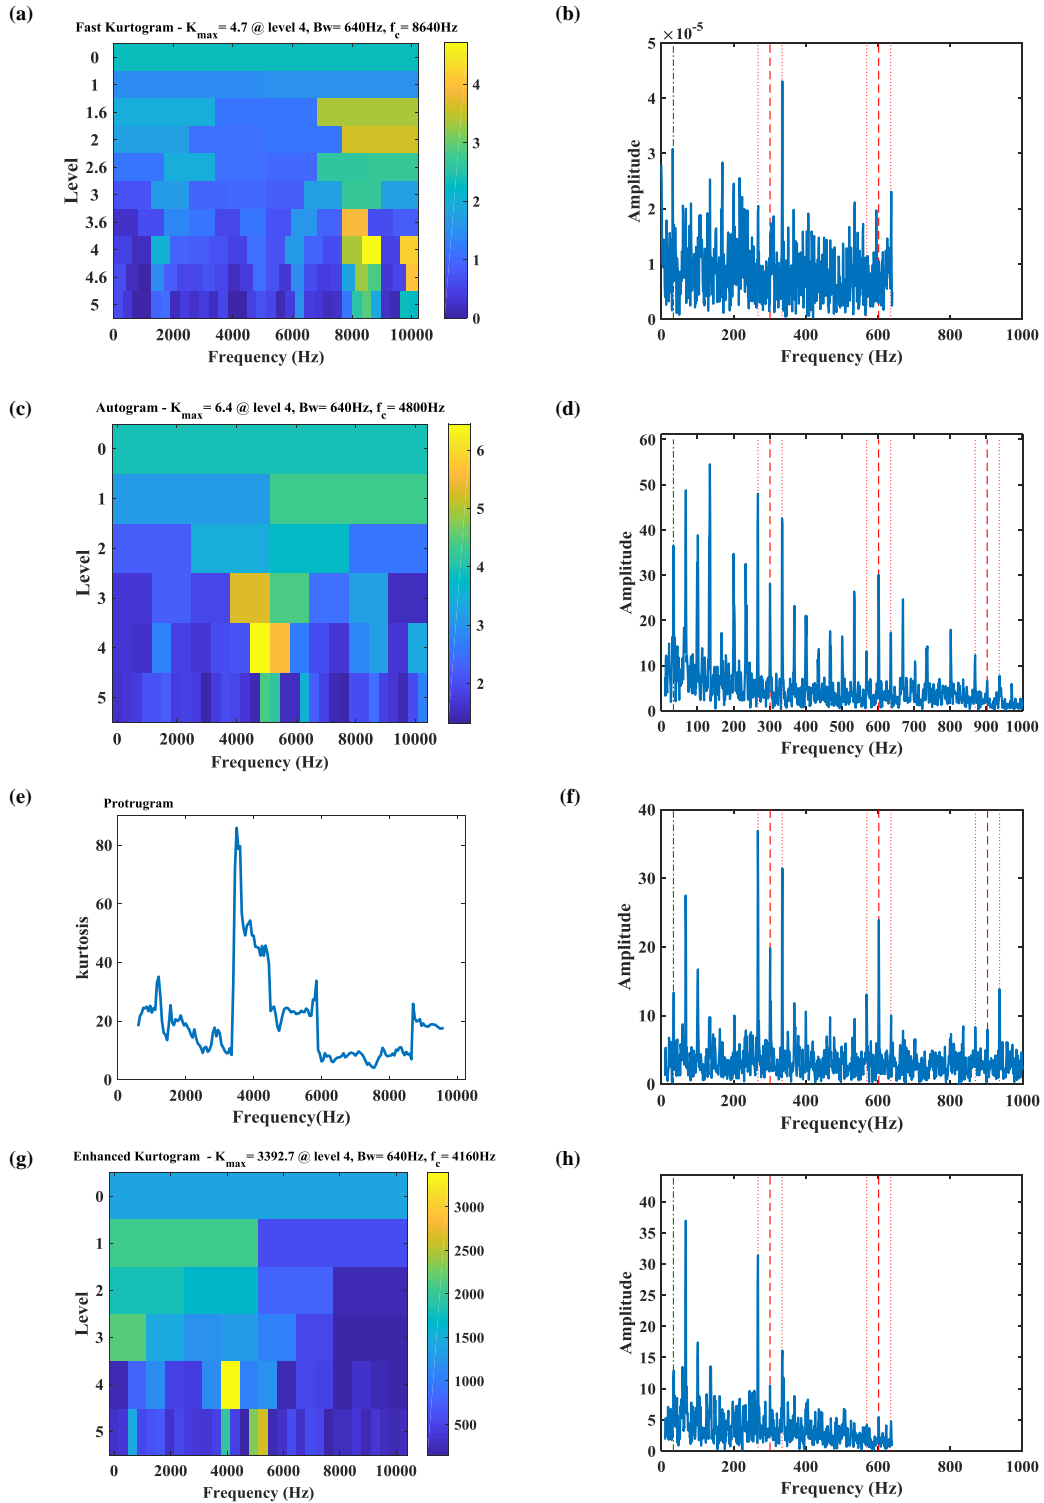 (a)
Fast Kurtogram - Kmax= 4.7 @ level 4, Bw= 640Hz, fc= 8640Hz
0
1
1.6
2
2.6
3
3.6
4
4.6
5
Level
0 2000 4000 6000 8000 10000
Frequency (Hz)
4
3
2
1
0
(b)
×10-5
5
4
3
2
1
0
Amplitude
0 200 400 600 800 1000
Frequency (Hz)
(c)
Autogram - Kmax= 6.4 @ level 4, Bw= 640Hz, fc= 4800Hz
0
1
2
3
4
5
Level
0 2000 4000 6000 8000 10000
Frequency (Hz)
6
5
4
3
2
(d)
60
50
40
30
20
10
0
Amplitude
0 100 200 300 400 500 600 700 800 900 1000
Frequency (Hz)
(e)
Protrugram
80
60
40
20
0
kurtosis
0 2000 4000 6000 8000 10000
Frequency(Hz)
(f)
40
30
20
10
0
Amplitude
0 200 400 600 800 1000
Frequency (Hz)
(g)
Enhanced Kurtogram - Kmax= 3392.7 @ level 4, Bw= 640Hz, fc= 4160Hz
0
1
2
3
4
5
Level
0 2000 4000 6000 8000 10000
Frequency (Hz)
3000
2500
2000
1500
1000
500
(h)
40
35
30
25
20
15
10
5
0
Amplitude
0 200 400 600 800 1000
Frequency (Hz)